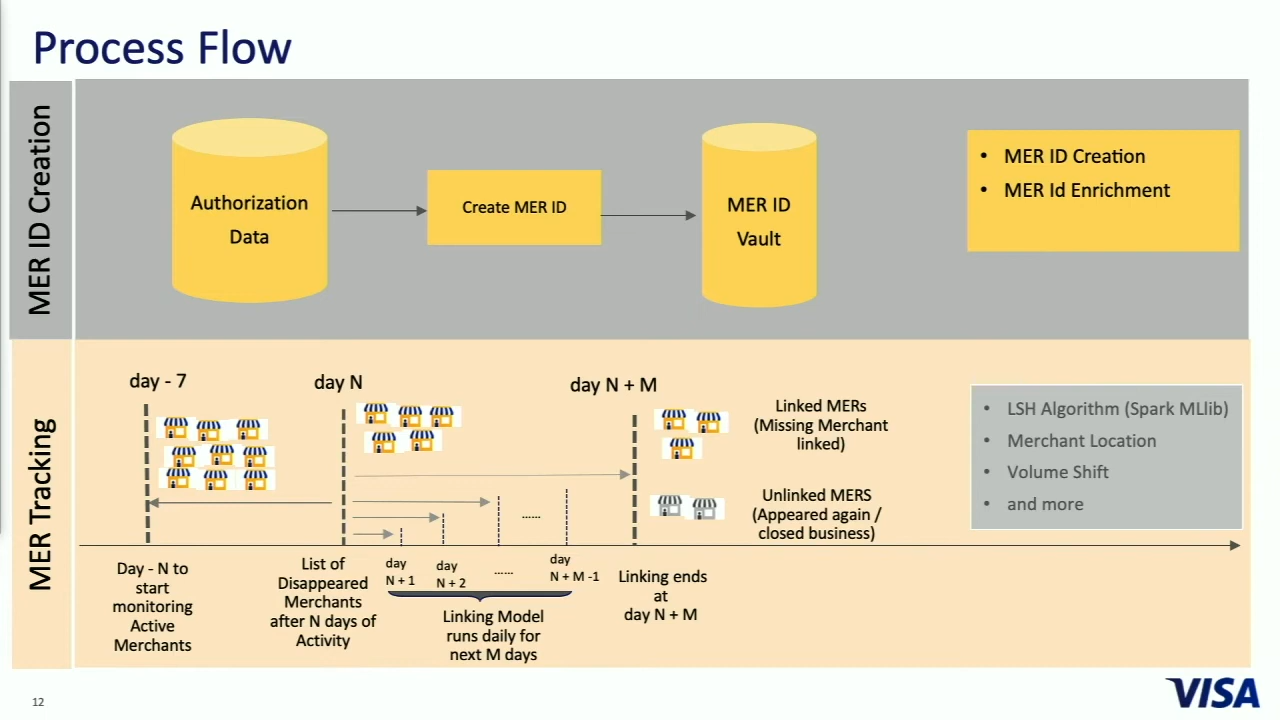 Process Flow
MER ID Creation
Authorization
Data
Create MER ID
MER ID
Vault
• MER ID Creation
• MER Id Enrichment
MER Tracking
day - 7
day N
day N + M
Linked MERs
(Missing Merchant
linked)
Unlinked MERS
(Appeared again /
closed business)
• LSH Algorithm (Spark MLlib)
• Merchant Location
• Volume Shift
• and more
......
Day - N to
start
monitoring
Active
Merchants
List of
Disappeared
Merchants
after N days of
Activity
day
N + 1
day
N + 2
......
day
N + M -1
Linking Model
runs daily for
next M days
Linking ends
at
day N + M
12
VISA